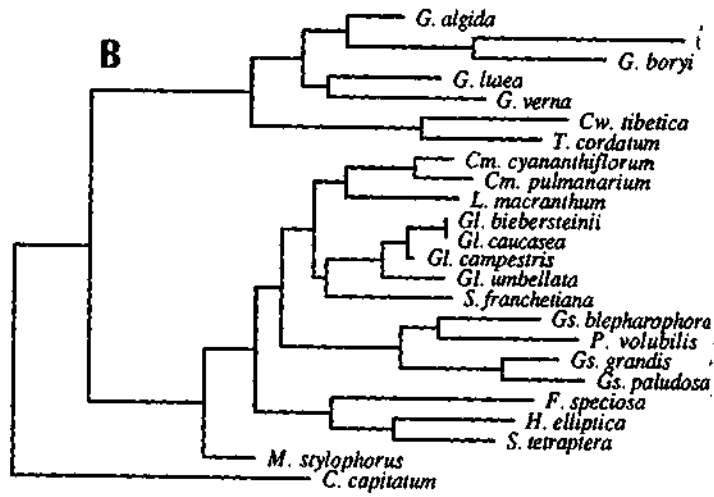 B
G. algida
G. boryi
G. lutea
G. verna
Cw. tibetica
T. cordatum
Cm. cyananthiflorum
Cm. pulmanarium
L. macranthum
Gl. biebersteinii
Gl. caucasea
Gl. campestris
Gl. umbellata
S. franchetiana
Gs. blepharophora
P. volubilis
Gs. grandis
Gs. paludosa
F. speciosa
H. elliptica
S. tetraptera
M. stylophorus
C. capitatum